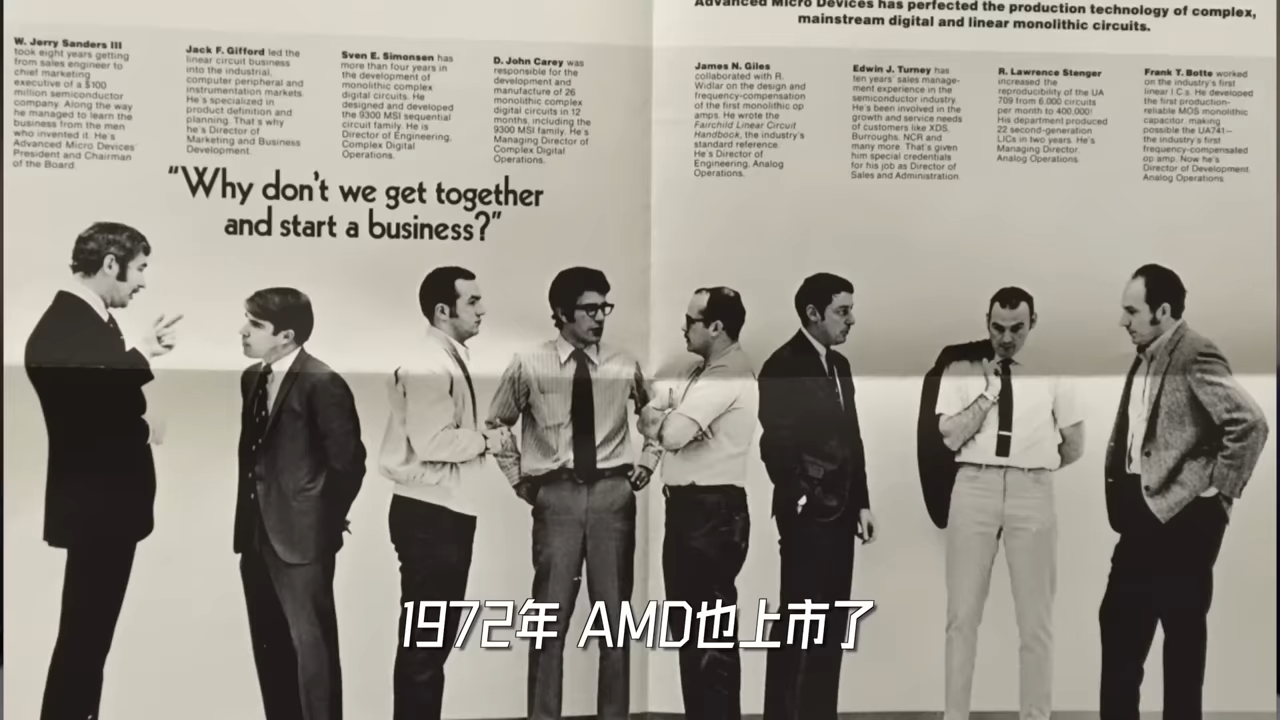 Advanced Micro Devices has perfected the production technology of complex,
mainstream digital and linear monolithic circuits.
W. Jerry Sanders III
took eight years getting
from sales engineer to
chief marketing
executive of a $100
million semiconductor
company. Along the way
he managed to learn the
business from the men
who invented it. He's
Advanced Micro Devices'
President and Chairman
of the Board.
Jack F. Gifford led the
linear circuit business
into the industrial,
computer peripheral and
instrumentation markets.
He's specialized in
product definition and
planning. That's why
he's Director of
Marketing and Business
Development.
Sven E. Simonsen has
more than four years in
the development of
monolithic complex
digital circuits. He
designed and developed
the 9300 MSI sequential
circuit family. He is
Director of Engineering,
Complex Digital
Operations.
D. John Carey was
responsible for the
development and
manufacture of 26
monolithic complex
digital circuits in 12
months, including the
9300 MSI family. He's
Managing Director of
Complex Digital
Operations.
James N. Giles
collaborated with R.
Widlar on the design and
frequency-compensation
of the first monolithic op
amps. He wrote the
Fairchild Linear Circuit
Handbook, the industry's
standard reference.
He's Director of
Engineering, Analog
Operations.
Edwin J. Turney has
ten years' sales manage-
ment experience in the
semiconductor industry.
He's been involved in the
growth and service needs
of customers like XDS,
Burroughs, NCR and
many more. That's given
him special credentials
for his job as Director of
Sales and Administration.
R. Lawrence Stenger
increased the
reproducibility of the UA
709 from 6,000 circuits
per month to 400,000!
His department produced
22 second-generation
LICs in two years. He's
Managing Director,
Analog Operations.
Frank T. Botte worked
on the industry's first
linear I.C.s. He developed
the first production-
reliable MOS monolithic
capacitor, making
possible the UA741—
the industry's first
frequency-compensated
op amp. Now he's
Director of Development,
Analog Operations.
“Why don't we get together
and start a business?”
1972年 AMD也上市了